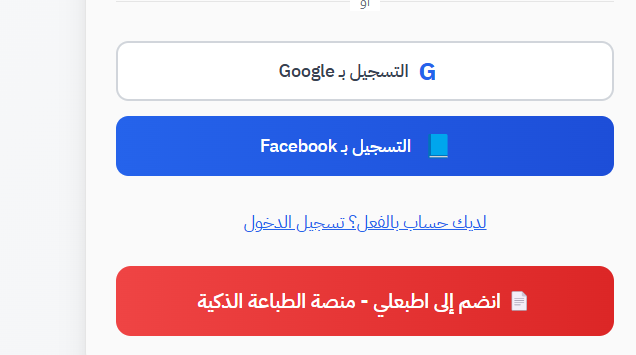 أو
G التسجيل بـ Google
التسجيل بـ Facebook
لديك حساب بالفعل؟ تسجيل الدخول
انضم إلى اطبعلي - منصة الطباعة الذكية